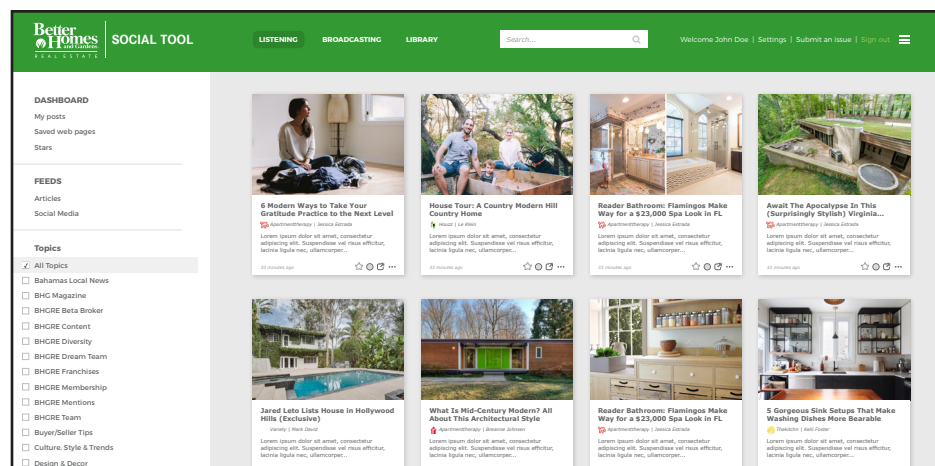 Better
Homes
and Gardens
REAL ESTATE
SOCIAL TOOL
LISTENING
BROADCASTING
LIBRARY
Search...
Welcome John Doe | Settings | Submit an issue | Sign out
DASHBOARD
My posts
Saved web pages
Stars
FEEDS
Articles
Social Media
Topics
All Topics
Bahamas Local News
BHG Magazine
BHGRE Beta Broker
BHGRE Content
BHGRE Diversity
BHGRE Dream Team
BHGRE Franchises
BHGRE Membership
BHGRE Mentions
BHGRE Team
Buyer/Seller Tips
Culture, Style & Trends
Design & Decor
6 Modern Ways to Take Your
Gratitude Practice to the Next Level
Apartmenttherapy | Jessica Estrada
Lorem ipsum dolor sit amet, consectetur
adipiscing elit. Suspendisse vel risus efficitur,
lacinia ligula nec, ullamcorper...
33 minutes ago
House Tour: A Country Modern Hill
Country Home
Houzz | Le Klein
Lorem ipsum dolor sit amet, consectetur
adipiscing elit. Suspendisse vel risus efficitur,
lacinia ligula nec, ullamcorper...
33 minutes ago
Reader Bathroom: Flamingos Make
Way for a $23,000 Spa Look in FL
Apartmenttherapy | Jessica Estrada
Lorem ipsum dolor sit amet, consectetur
adipiscing elit. Suspendisse vel risus efficitur,
lacinia ligula nec, ullamcorper...
33 minutes ago
Await The Apocalypse In This
(Surprisingly Stylish) Virginia...
Apartmenttherapy | Jessica Estrada
Lorem ipsum dolor sit amet, consectetur
adipiscing elit. Suspendisse vel risus efficitur,
lacinia ligula nec, ullamcorper...
33 minutes ago
Jared Leto Lists House in Hollywood
Hills (Exclusive)
Variety | Mark David
Lorem ipsum dolor sit amet, consectetur
adipiscing elit. Suspendisse vel risus efficitur,
lacinia ligula nec, ullamcorper...
What Is Mid-Century Modern? All
About This Architectural Style
Apartmenttherapy | Breanne Johnsen
Lorem ipsum dolor sit amet, consectetur
adipiscing elit. Suspendisse vel risus efficitur,
lacinia ligula nec, ullamcorper...
Reader Bathroom: Flamingos Make
Way for a $23,000 Spa Look in FL
Apartmenttherapy | Jessica Estrada
Lorem ipsum dolor sit amet, consectetur
adipiscing elit. Suspendisse vel risus efficitur,
lacinia ligula nec, ullamcorper...
5 Gorgeous Sink Setups That Make
Washing Dishes More Bearable
Thekitchn | Kelli Foster
Lorem ipsum dolor sit amet, consectetur
adipiscing elit. Suspendisse vel risus efficitur,
lacinia ligula nec, ullamcorper...